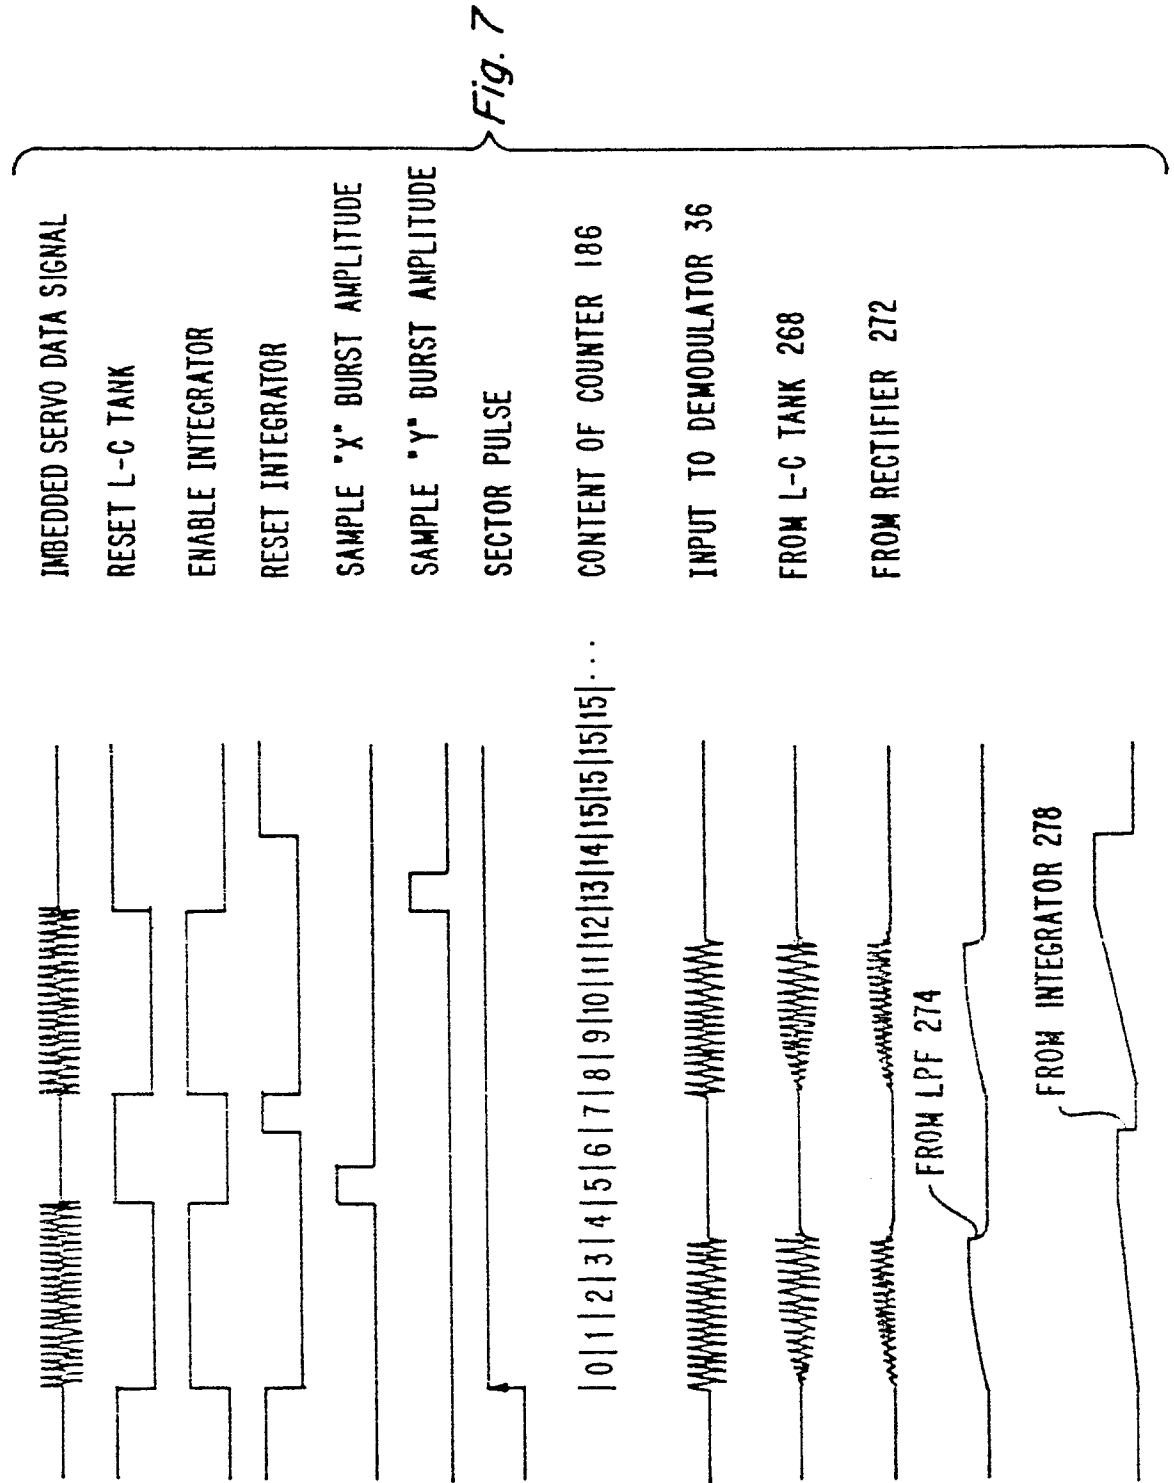 IMBEDDED SERVO DATA SIGNAL
RESET L-C TANK
ENABLE INTEGRATOR
RESET INTEGRATOR
SAMPLE "X" BURST AMPLITUDE
SAMPLE "Y" BURST AMPLITUDE
SECTOR PULSE
|0|1|2|3|4|5|6|7|8|9|10|11|12|13|14|15|15|15|15|... CONTENT OF COUNTER 186
INPUT TO DEMODULATOR 36
FROM L-C TANK 268
FROM RECTIFIER 272
FROM LPF 274
FROM INTEGRATOR 278
Fig. 7